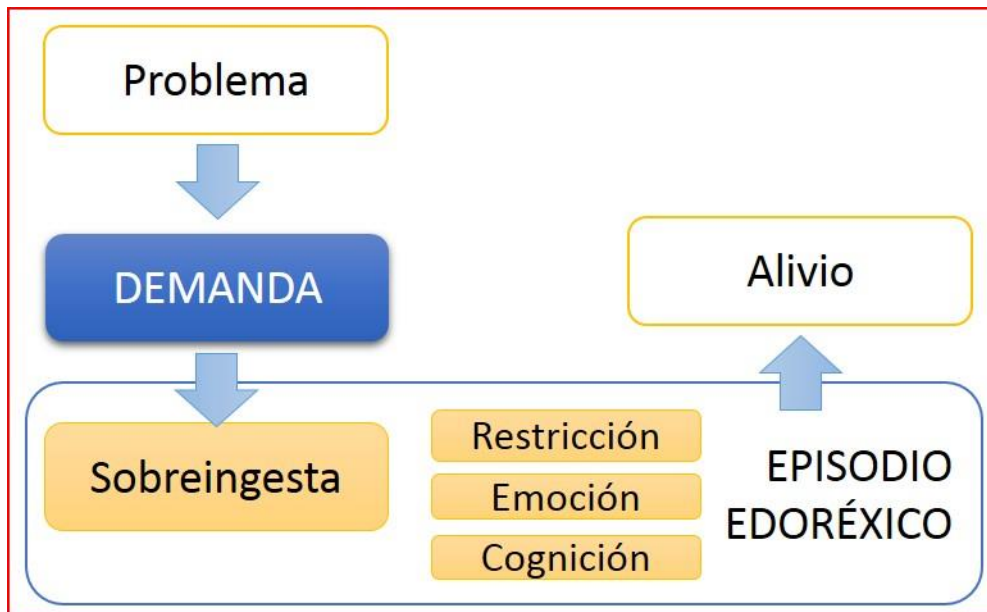 Problema
DEMANDA
Alivio
Sobreingesta
Restricción
Emoción
Cognición
EPISODIO
EDORÉXICO